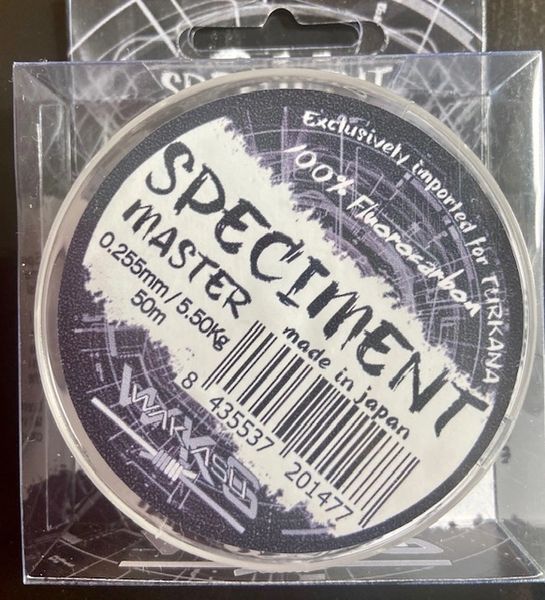 SPECIMENT
Exclusively imported for TURKANA
100% Fluorocarbon
SPECIMENT
MASTER
0.255mm / 5.50Kg
50m
made in japan
8 435537 201477